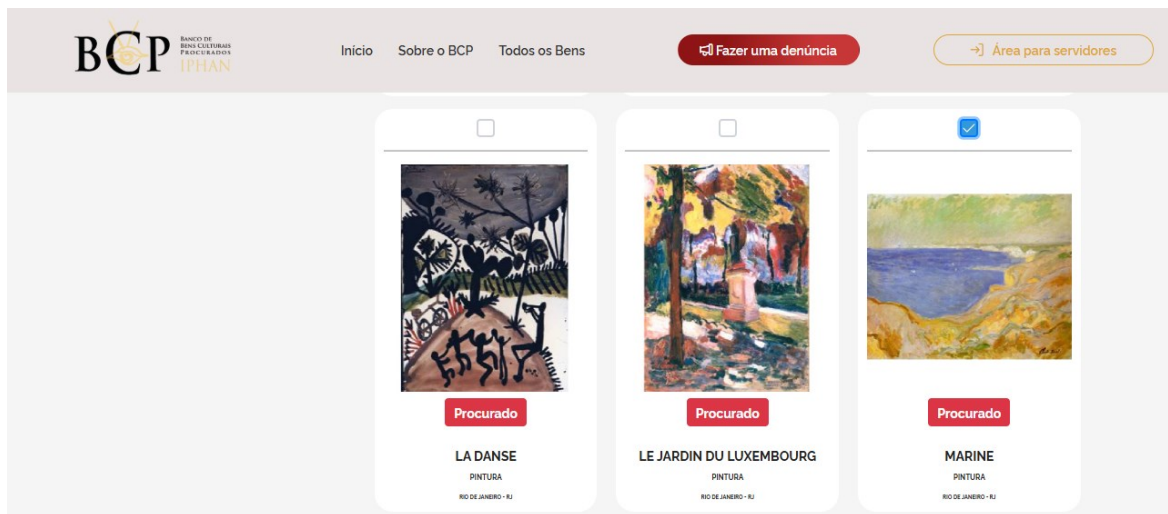 BCP
BANCO DE
BENS CULTURAIS
PROCURADOS
IPHAN
Início
Sobre o BCP
Todos os Bens
Fazer uma denúncia
Área para servidores
Procurado
LA DANSE
PINTURA
RIO DE JANEIRO - RJ
Procurado
LE JARDIN DU LUXEMBOURG
PINTURA
RIO DE JANEIRO - RJ
Procurado
MARINE
PINTURA
RIO DE JANEIRO - RJ